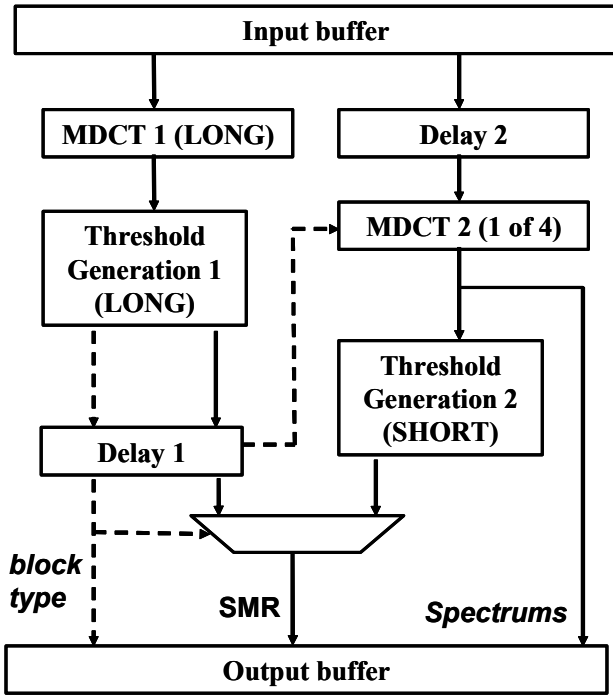 Input buffer
MDCT 1 (LONG)
Delay 2
MDCT 2 (1 of 4)
Threshold
Generation 1
(LONG)
Threshold
Generation 2
(SHORT)
Delay 1
block
type
SMR
Spectrums
Output buffer